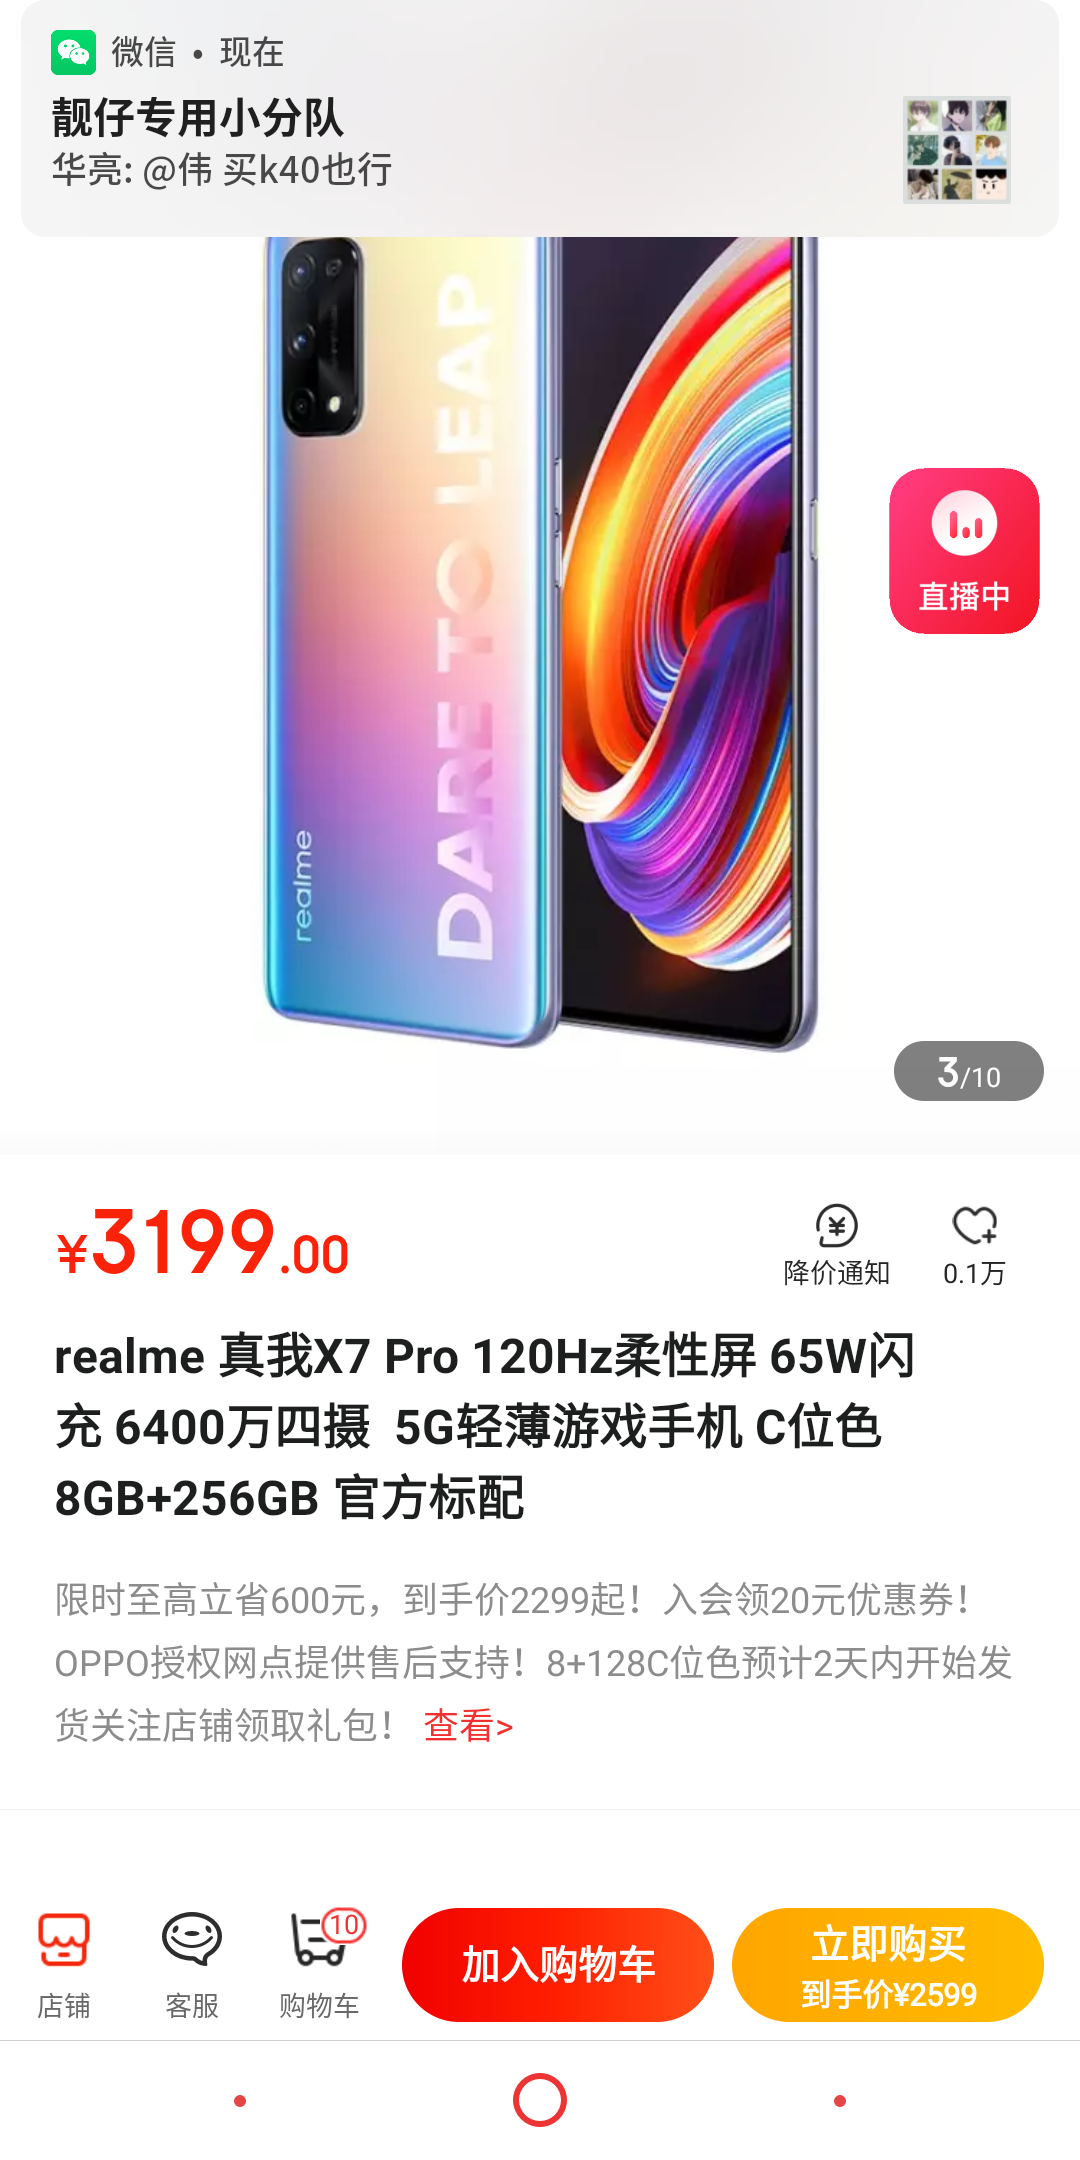 微信 • 现在
靓仔专用小分队
华亮: @伟 买k40也行
DARE TO LEAP
realme
直播中
3/10
¥3199.00
降价通知
0.1万
realme 真我X7 Pro 120Hz柔性屏 65W闪
充 6400万四摄 5G轻薄游戏手机 C位色
8GB+256GB 官方标配
限时至高立省600元，到手价2299起！入会领20元优惠券！
OPPO授权网点提供售后支持！8+128C位色预计2天内开始发
货关注店铺领取礼包！ 查看>
店铺
客服
10
购物车
加入购物车
立即购买
到手价¥2599